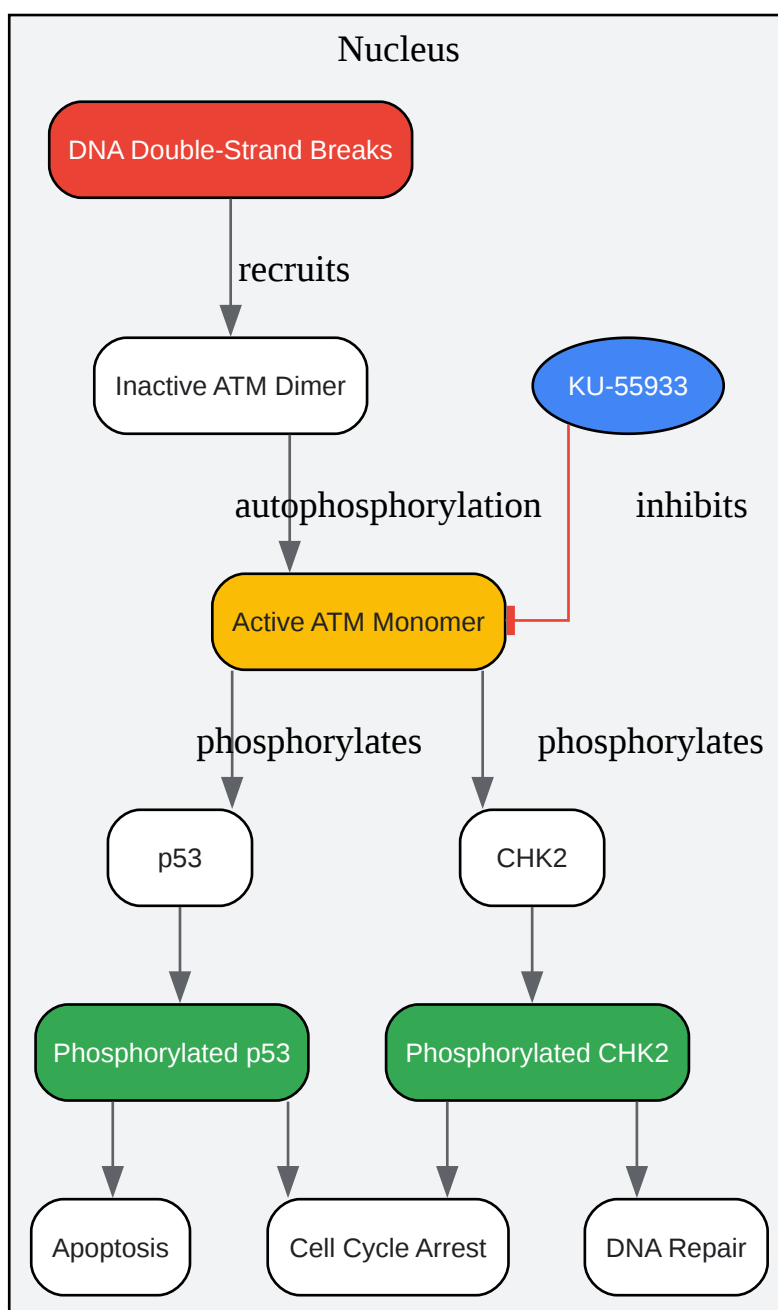 Nucleus
DNA Double-Strand Breaks
recruits
Inactive ATM Dimer
KU-55933
autophosphorylation
inhibits
Active ATM Monomer
phosphorylates
phosphorylates
p53
CHK2
Phosphorylated p53
Phosphorylated CHK2
Apoptosis
Cell Cycle Arrest
DNA Repair